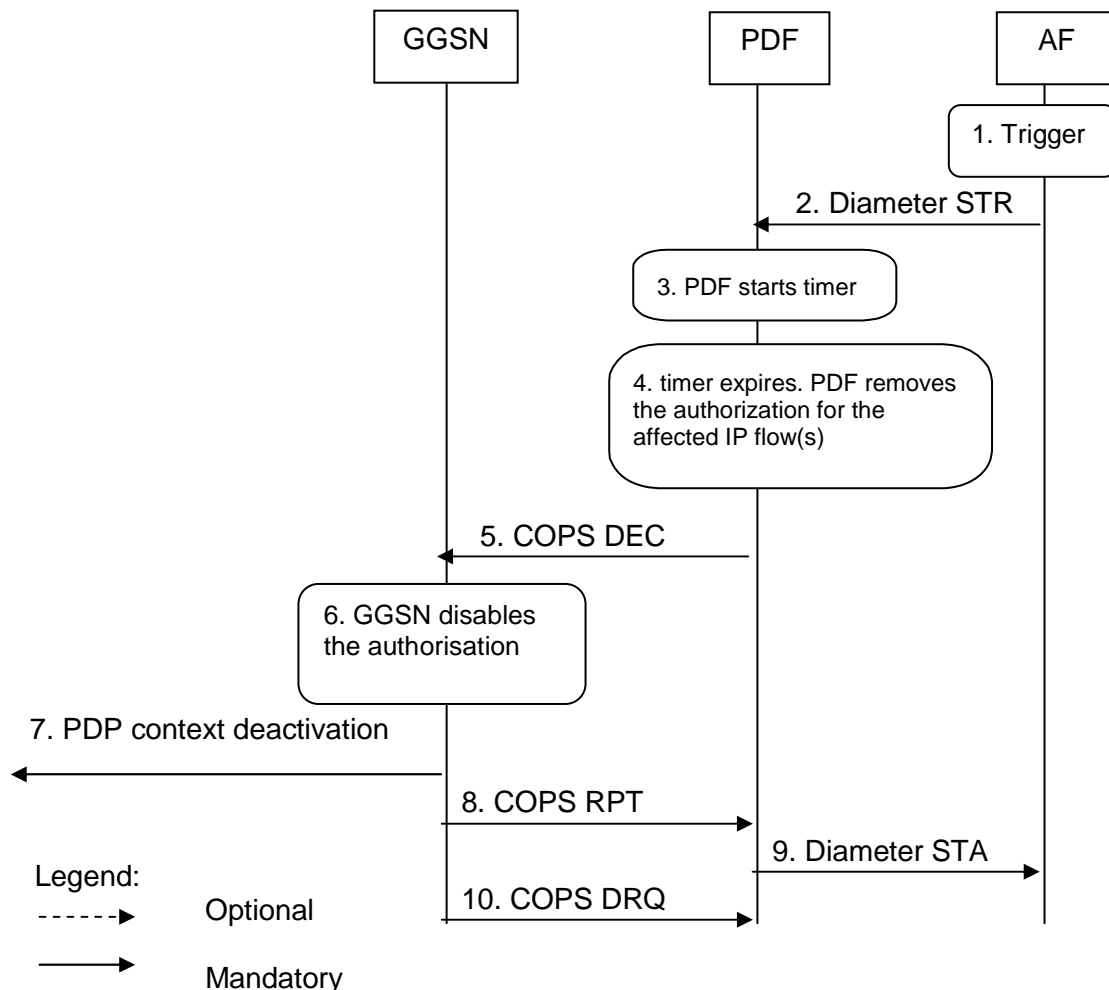 GGSN
PDF
AF
1. Trigger
2. Diameter STR
3. PDF starts timer
4. timer expires. PDF removes
the authorization for the
affected IP flow(s)
5. COPS DEC
6. GGSN disables
the authorisation
7. PDP context deactivation
8. COPS RPT
9. Diameter STA
10. COPS DRQ
Legend:
Optional
Mandatory